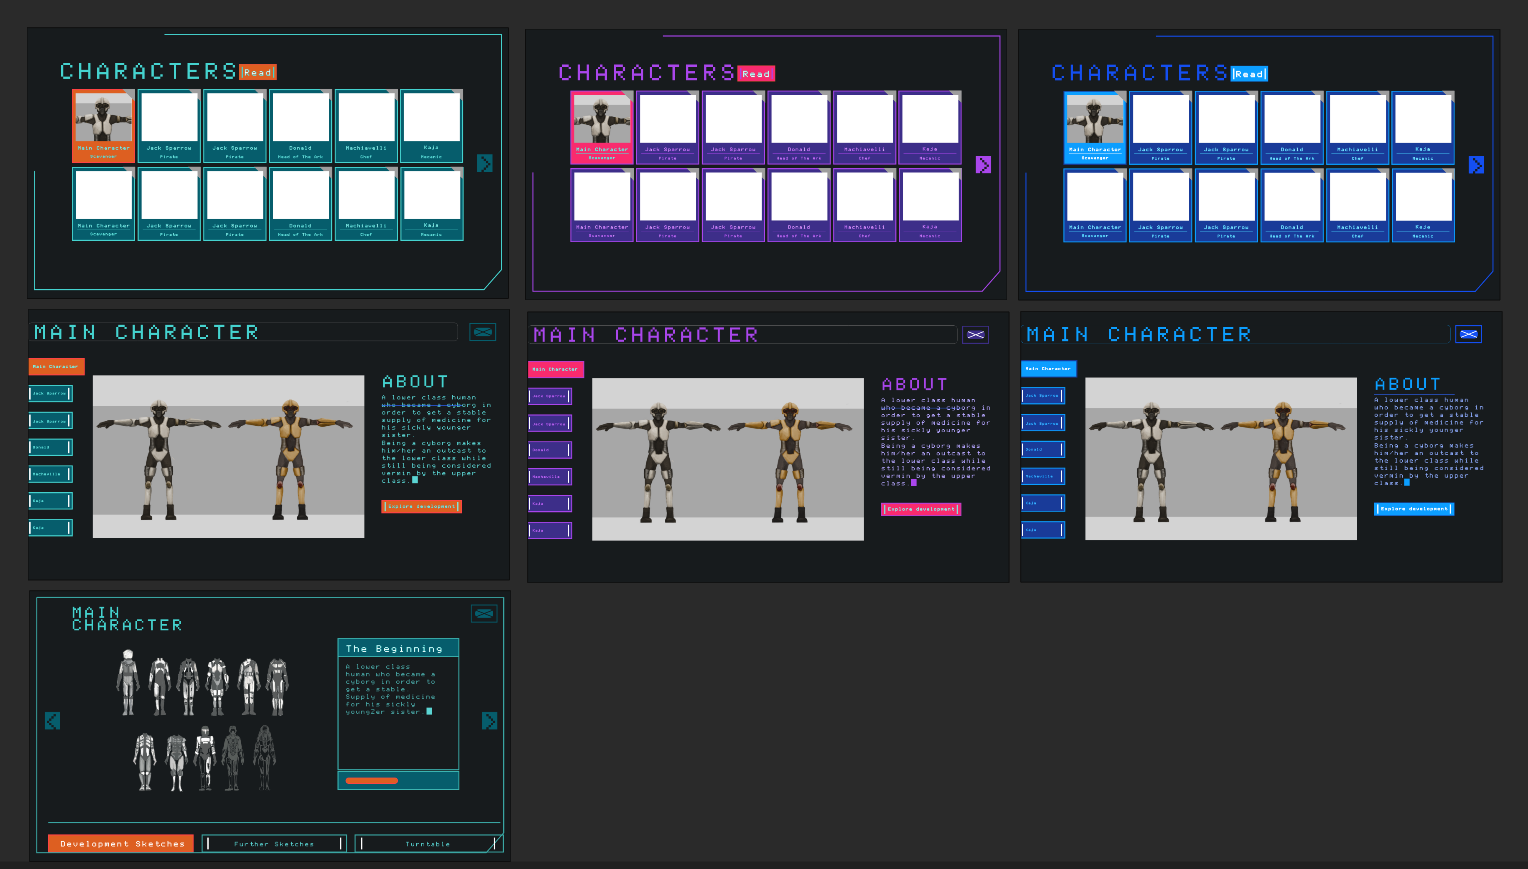 CHARACTERS Read
Main Character
Scavenger
Jack Sparrow
Pirate
Jack Sparrow
Pirate
Donald
Head of The Ark
Machiavelli
Chef
Kaja
Mecanic
Main Character
Scavenger
Jack Sparrow
Pirate
Jack Sparrow
Pirate
Donald
Head of The Ark
Machiavelli
Chef
Kaja
Mecanic
CHARACTERS Read
Main Character
Scavenger
Jack Sparrow
Pirate
Jack Sparrow
Pirate
Donald
Head of The Ark
Machiavelli
Chef
Kaja
Mecanic
Main Character
Scavenger
Jack Sparrow
Pirate
Jack Sparrow
Pirate
Donald
Head of The Ark
Machiavelli
Chef
Kaja
Mecanic
CHARACTERS Read
Main Character
Scavenger
Jack Sparrow
Pirate
Jack Sparrow
Pirate
Donald
Head of The Ark
Machiavelli
Chef
Kaja
Mecanic
Main Character
Scavenger
Jack Sparrow
Pirate
Jack Sparrow
Pirate
Donald
Head of The Ark
Machiavelli
Chef
Kaja
Mecanic
MAIN CHARACTER
Main Character
Jack Sparrow
Jack Sparrow
Donald
Kaja
Kaja
ABOUT
A lower class human
who became a cyborg in
order to get a stable
supply of medicine for
his sickly younger
sister.
Being a cyborg makes
him/her an outcast to
the lower class while
still being considered
vermin by the upper
class.
Explore development
MAIN CHARACTER
Main Character
Jack Sparrow
Jack Sparrow
Donald
Kaja
Kaja
ABOUT
A lower class human
who became a cyborg in
order to get a stable
supply of medicine for
his sickly younger
sister.
Being a cyborg makes
him/her an outcast to
the lower class while
still being considered
vermin by the upper
class.
Explore development
MAIN CHARACTER
Main Character
Jack Sparrow
Jack Sparrow
Donald
Kaja
Kaja
ABOUT
A lower class human
who became a cyborg in
order to get a stable
supply of medicine for
his sickly younger
sister.
Being a cyborg makes
him/her an outcast to
the lower class while
still being considered
vermin by the upper
class.
Explore development
MAIN
CHARACTER
The Beginning
A lower class
human who became a
cyborg in order to
get a stable
Supply of medicine
for his sickly
young2er sister.
Development Sketches
Further Sketches
Turntable